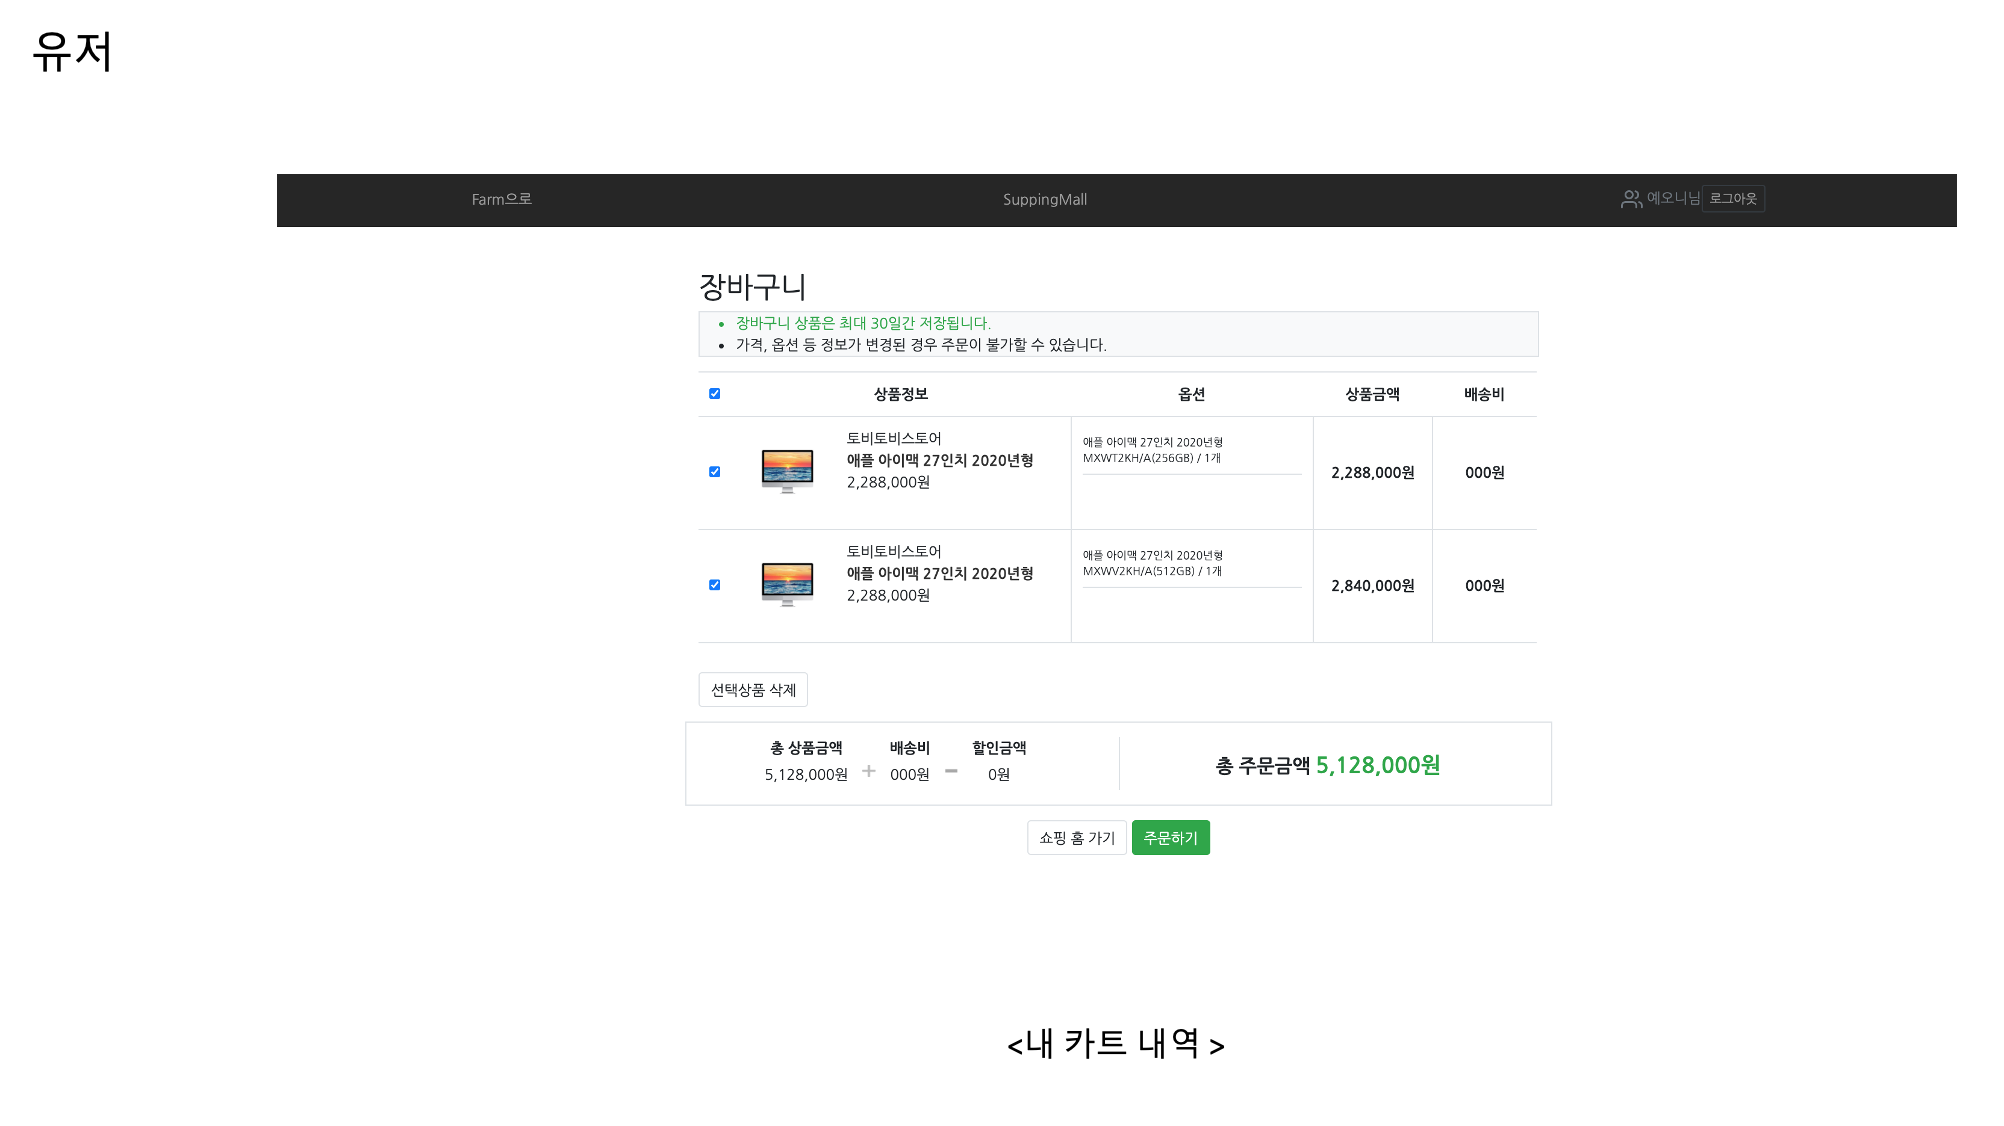 유저
Farm으로 SuppingMall 예오니님 로그아웃
장바구니
• 장바구니 상품은 최대 30일간 저장됩니다.
• 가격, 옵션 등 정보가 변경된 경우 주문이 불가할 수 있습니다.
상품정보 옵션 상품금액 배송비
토비토비스토어
애플 아이맥 27인치 2020년형
2,288,000원
애플 아이맥 27인치 2020년형
MXWT2KH/A(256GB) / 1개
2,288,000원 000원
토비토비스토어
애플 아이맥 27인치 2020년형
2,288,000원
애플 아이맥 27인치 2020년형
MXWV2KH/A(512GB) / 1개
2,840,000원 000원
선택상품 삭제
총 상품금액 배송비 할인금액
5,128,000원 + 000원 - 0원
총 주문금액 5,128,000원
쇼핑 홈 가기 주문하기
<내 카트 내역 >